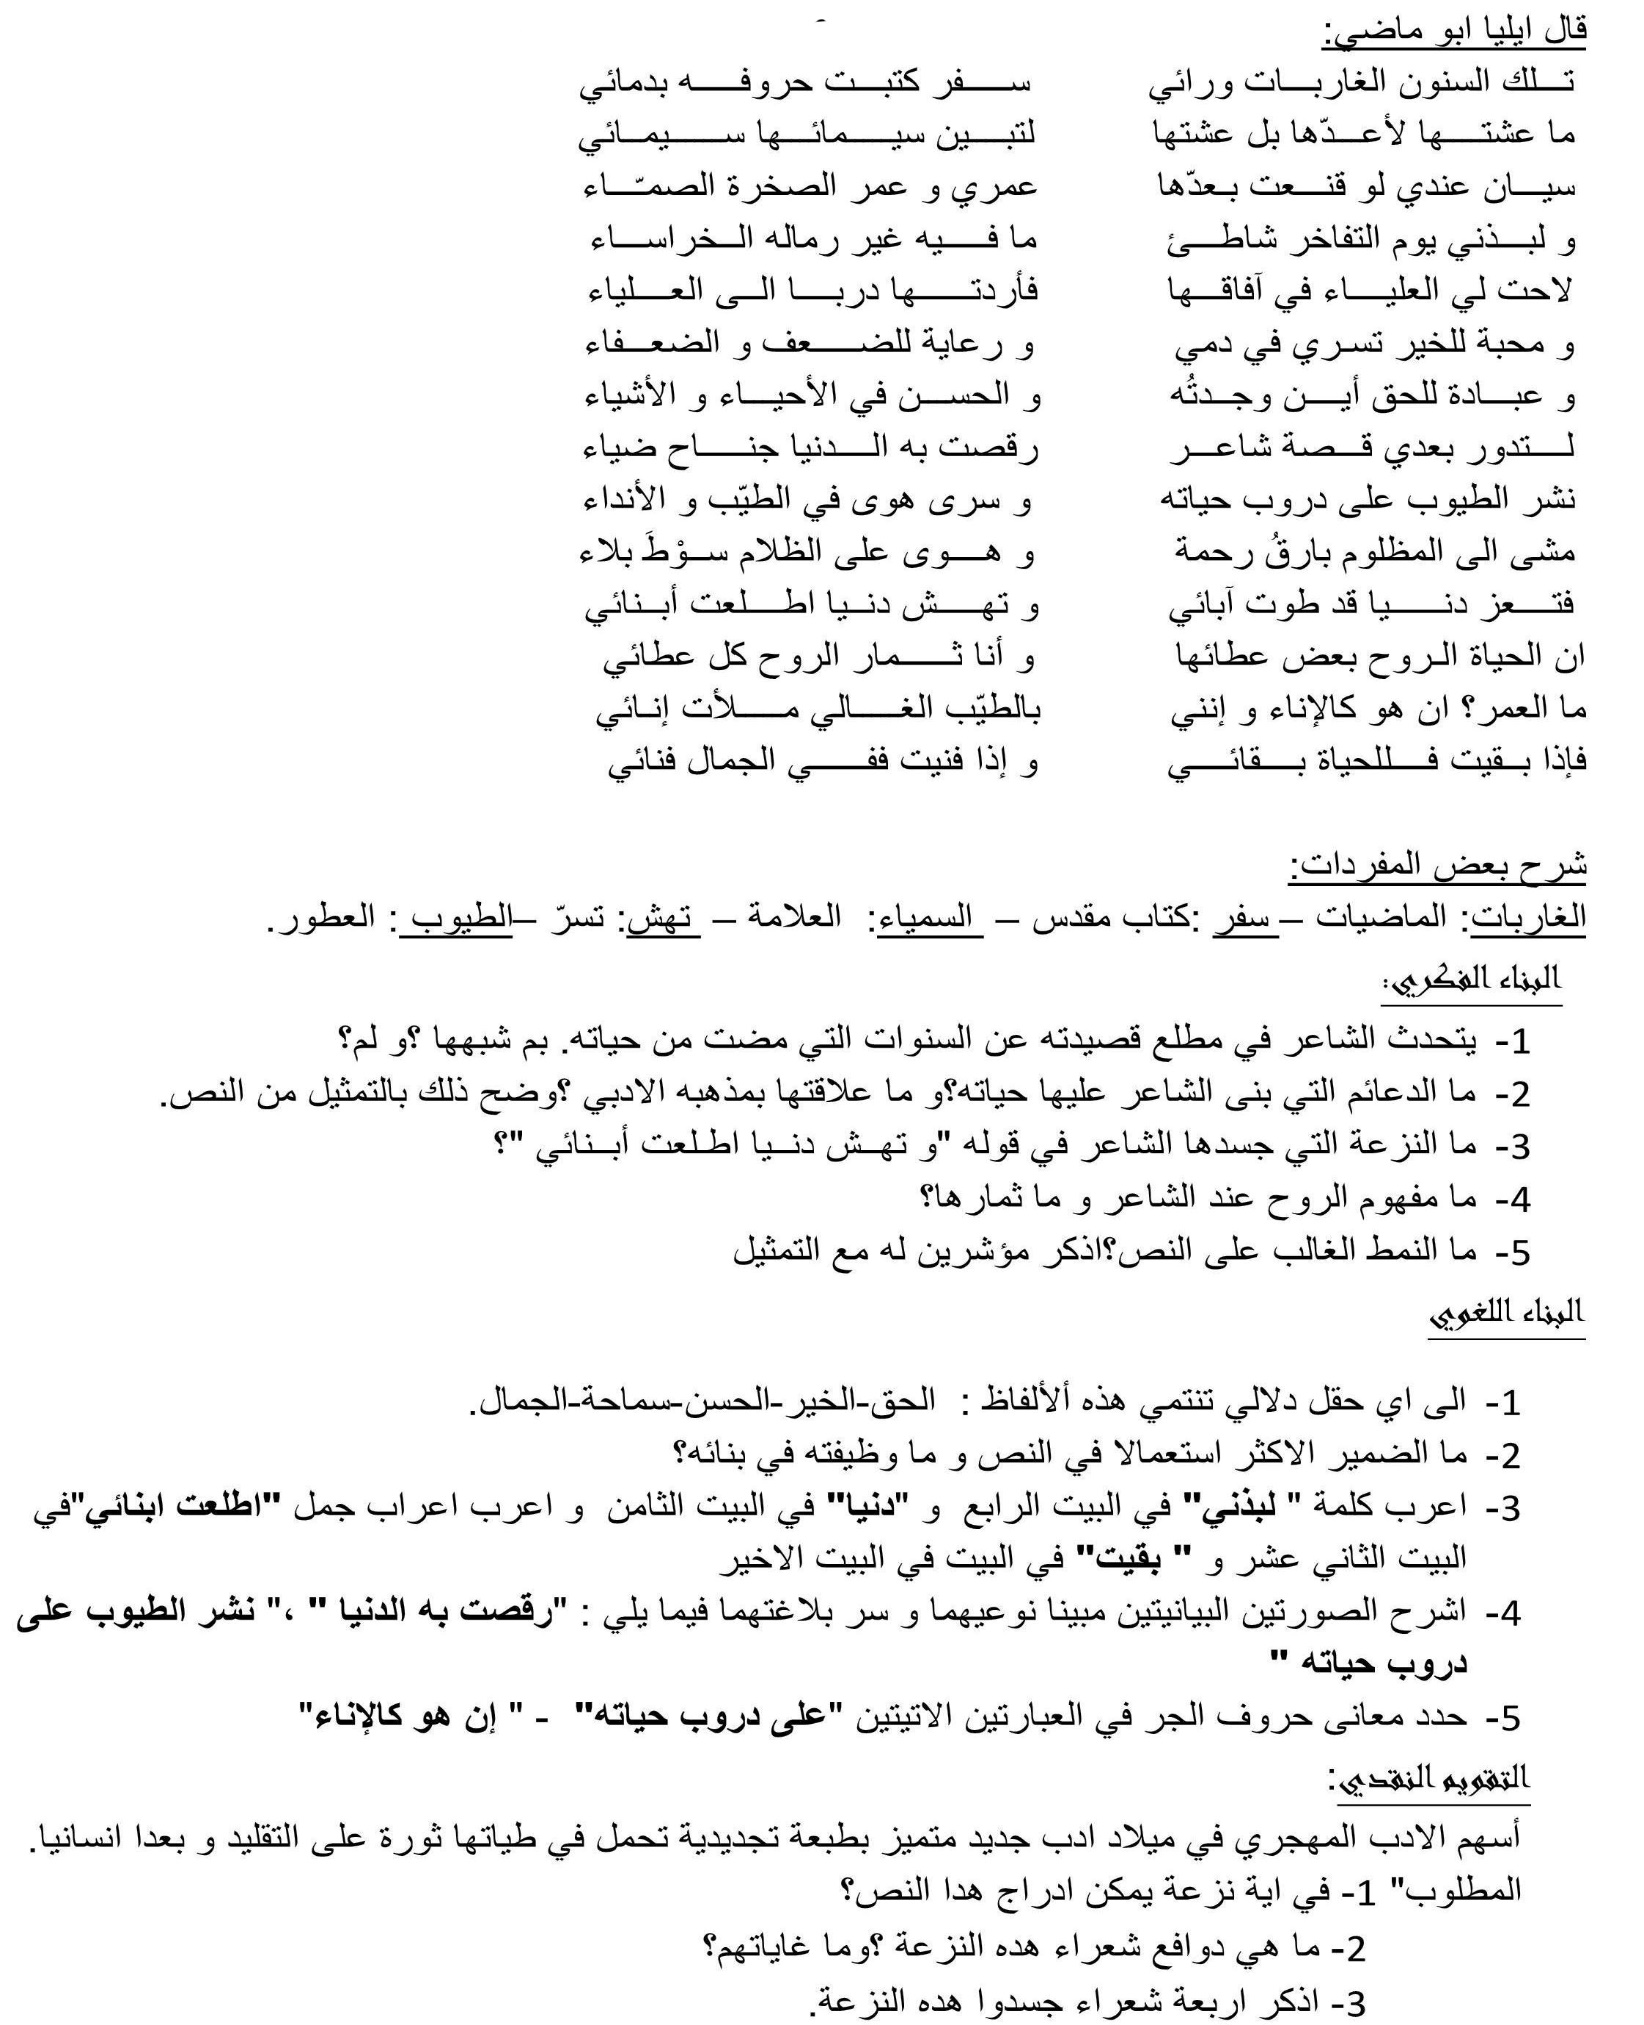 قال ايليا ابو ماضي:
تلك السنون الغاربات ورائي سفر كتبت حروفه بدمائي
ما عشتها لأعدّها بل عشتها لتبين سيمائها سيمائي
سيان عندي لو قنعت بعدّها عمري و عمر الصخرة الصمّاء
و لبذني يوم التفاخر شاطئ ما فيه غير رماله الخراساء
لاحت لي العلياء في آفاقها فأردتها دربا الى العلياء
و محبة للخير تسري في دمي و رعاية للضعف و الضعفاء
و عبادة للحق أين وجدتُه و الحسن في الأحياء و الأشياء
لتدور بعدي قصة شاعر رقصت به الدنيا جناح ضياء
نشر الطيوب على دروب حياته و سرى هوى في الطيّب و الأنداء
مشى الى المظلوم بارقُ رحمة و هوى على الظلام سوْطَ بلاء
فتعز دنيا قد طوت آبائي و تهش دنيا اطلعت أبنائي
ان الحياة الروح بعض عطائها و أنا ثمار الروح كل عطائي
ما العمر؟ ان هو كالإناء و إنني بالطيّب الغالي ملأت إنائي
فإذا بقيت فللحياة بقائي و إذا فنيت ففي الجمال فنائي
شرح بعض المفردات:
الغاربات: الماضيات – سفر :كتاب مقدس – السمياء: العلامة – تهش: تسرّ –الطيوب : العطور.
البناء الفكري:
1- يتحدث الشاعر في مطلع قصيدته عن السنوات التي مضت من حياته. بم شبهها ؟و لم؟
2- ما الدعائم التي بنى الشاعر عليها حياته؟و ما علاقتها بمذهبه الادبي ؟وضح ذلك بالتمثيل من النص.
3- ما النزعة التي جسدها الشاعر في قوله "و تهش دنيا اطلعت أبنائي "؟
4- ما مفهوم الروح عند الشاعر و ما ثمارها؟
5- ما النمط الغالب على النص؟اذكر مؤشرين له مع التمثيل
البناء اللغوي
1- الى اي حقل دلالي تنتمي هذه ألألفاظ : الحق-الخير-الحسن-سماحة-الجمال.
2- ما الضمير الاكثر استعمالا في النص و ما وظيفته في بنائه؟
3- اعرب كلمة " لبذني" في البيت الرابع و "دنيا" في البيت الثامن و اعرب اعراب جمل "اطلعت ابنائي"في
البيت الثاني عشر و " بقيت" في البيت في البيت الاخير
4- اشرح الصورتين البيانيتين مبينا نوعيهما و سر بلاغتهما فيما يلي : "رقصت به الدنيا " ،" نشر الطيوب على
دروب حياته "
5- حدد معانى حروف الجر في العبارتين الاتيتين "على دروب حياته" - " إن هو كالإناء"
التقويم النقدي:
أسهم الادب المهجري في ميلاد ادب جديد متميز بطبعة تجديدية تحمل في طياتها ثورة على التقليد و بعدا انسانيا.
المطلوب" 1- في اية نزعة يمكن ادراج هدا النص؟
2- ما هي دوافع شعراء هده النزعة ؟وما غاياتهم؟
3- اذكر اربعة شعراء جسدوا هده النزعة.